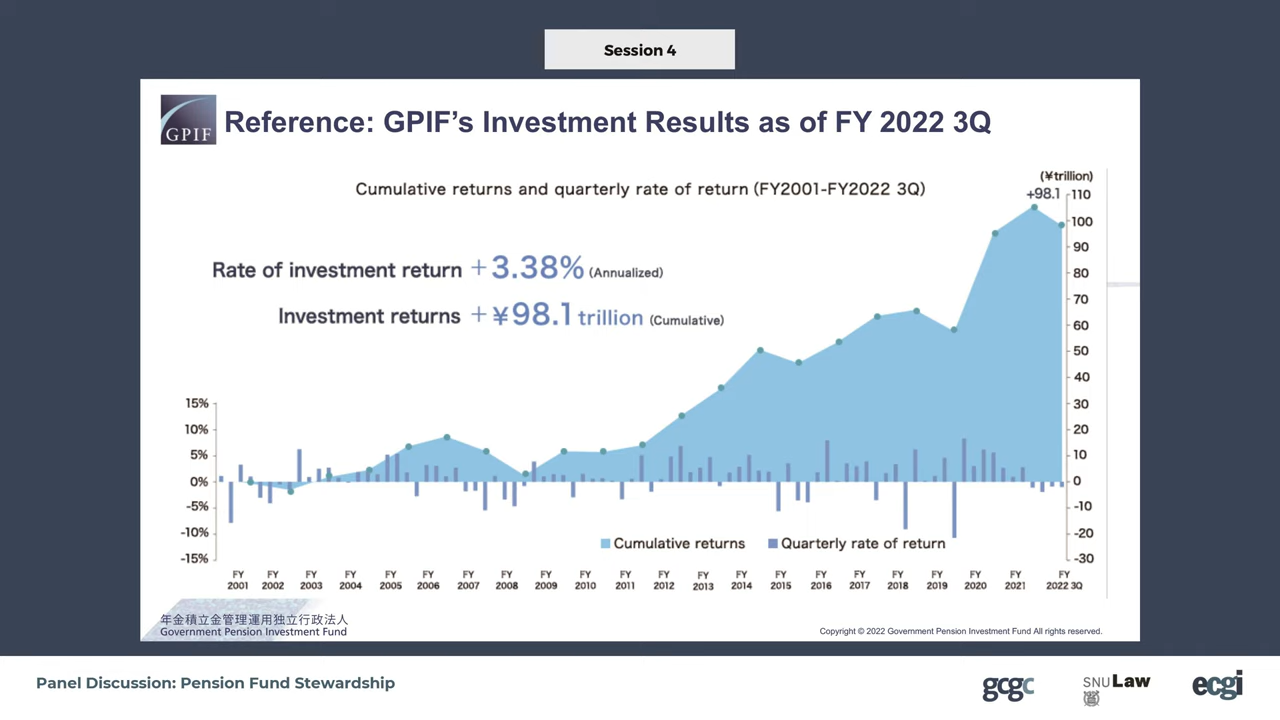 Session 4
GPIF
Reference: GPIF’s Investment Results as of FY 2022 3Q
Cumulative returns and quarterly rate of return (FY2001-FY2022 3Q)
(¥trillion)
+98.1
Rate of investment return +3.38% (Annualized)
Investment returns +¥98.1 trillion (Cumulative)
15%
10%
5%
0%
-5%
-10%
-15%
110
100
90
80
70
60
50
40
30
20
10
0
-10
-20
-30
Cumulative returns
Quarterly rate of return
FY 2001
FY 2002
FY 2003
FY 2004
FY 2005
FY 2006
FY 2007
FY 2008
FY 2009
FY 2010
FY 2011
FY 2012
FY 2013
FY 2014
FY 2015
FY 2016
FY 2017
FY 2018
FY 2019
FY 2020
FY 2021
FY 2022 3Q
年金積立金管理運用独立行政法人
Government Pension Investment Fund
Copyright © 2022 Government Pension Investment Fund All rights reserved.
Panel Discussion: Pension Fund Stewardship
gcgc
SNU Law
ecgi